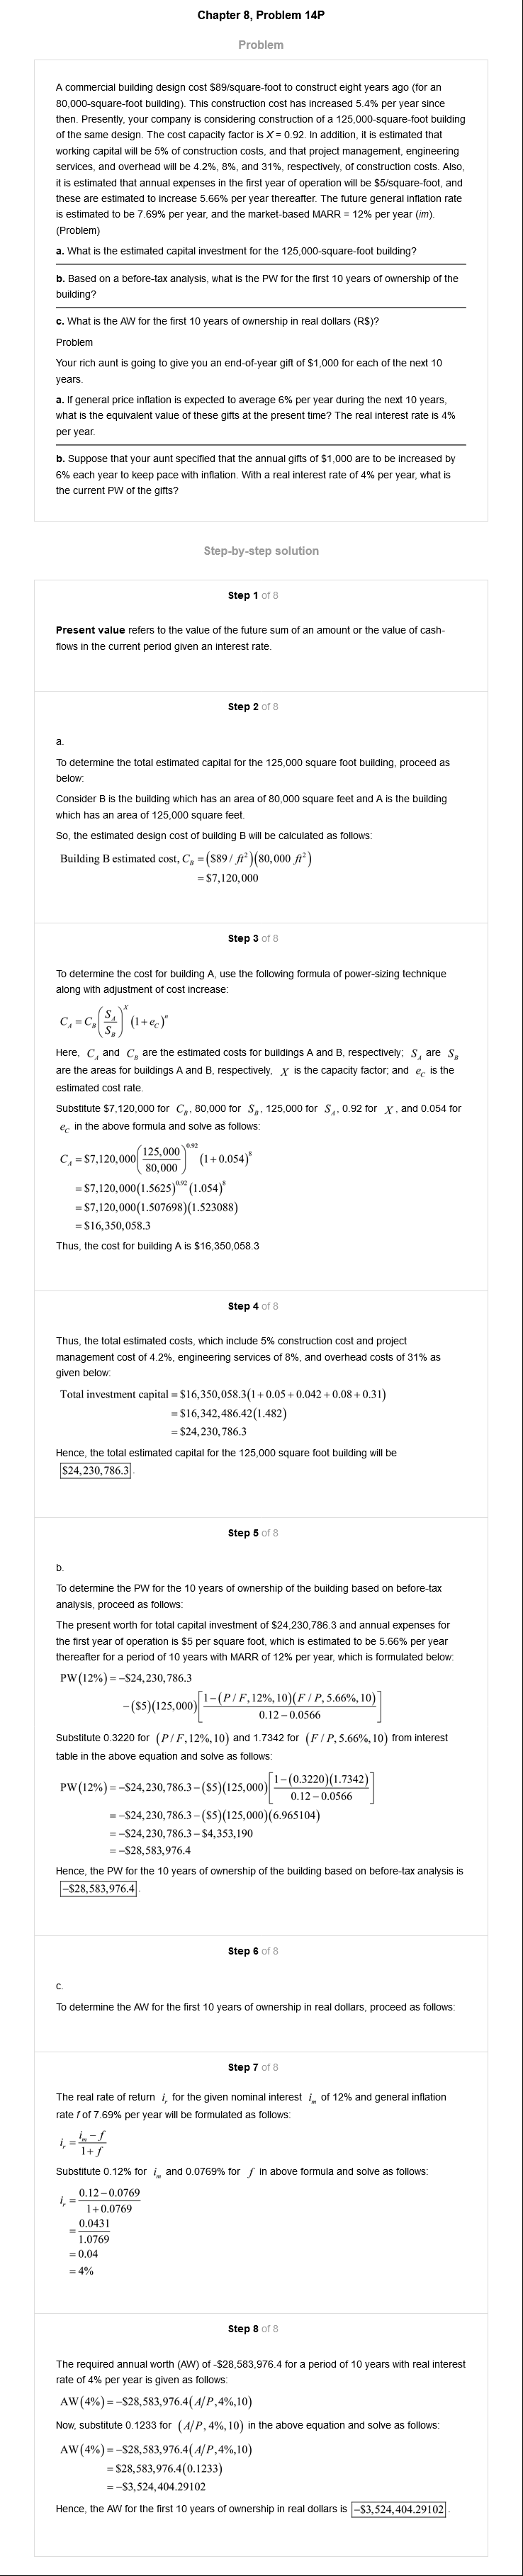 Chapter 8, Problem 14P
Problem
A commercial building design cost $89/square-foot to construct eight years ago (for an
80,000-square-foot building). This construction cost has increased 5.4% per year since
then. Presently, your company is considering construction of a 125,000-square-foot building
of the same design. The cost capacity factor is X = 0.92. In addition, it is estimated that
working capital will be 5% of construction costs, and that project management, engineering
services, and overhead will be 4.2%, 8%, and 31%, respectively, of construction costs. Also,
it is estimated that annual expenses in the first year of operation will be $5/square-foot, and
these are estimated to increase 5.66% per year thereafter. The future general inflation rate
is estimated to be 7.69% per year, and the market-based MARR = 12% per year (im).
(Problem)
a. What is the estimated capital investment for the 125,000-square-foot building?
b. Based on a before-tax analysis, what is the PW for the first 10 years of ownership of the
building?
c. What is the AW for the first 10 years of ownership in real dollars (R$)?
Problem
Your rich aunt is going to give you an end-of-year gift of $1,000 for each of the next 10
years.
a. If general price inflation is expected to average 6% per year during the next 10 years,
what is the equivalent value of these gifts at the present time? The real interest rate is 4%
per year.
b. Suppose that your aunt specified that the annual gifts of $1,000 are to be increased by
6% each year to keep pace with inflation. With a real interest rate of 4% per year, what is
the current PW of the gifts?
Step-by-step solution
Step 1 of 8
Present value refers to the value of the future sum of an amount or the value of cash-
flows in the current period given an interest rate.
Step 2 of 8
a.
To determine the total estimated capital for the 125,000 square foot building, proceed as
below:
Consider B is the building which has an area of 80,000 square feet and A is the building
which has an area of 125,000 square feet.
So, the estimated design cost of building B will be calculated as follows:
Building B estimated cost, C_B = ($89 / ft²)(80,000 ft²)
= $7,120,000
Step 3 of 8
To determine the cost for building A, use the following formula of power-sizing technique
along with adjustment of cost increase:
C_A = C_B (S_A / S_B)^X (1 + e_C)^n
Here, C_A and C_B are the estimated costs for buildings A and B, respectively; S_A are S_B
are the areas for buildings A and B, respectively, X is the capacity factor; and e_C is the
estimated cost rate.
Substitute $7,120,000 for C_B, 80,000 for S_B, 125,000 for S_A, 0.92 for X, and 0.054 for
e_C in the above formula and solve as follows:
C_A = $7,120,000 (125,000 / 80,000)^0.92 (1 + 0.054)^8
= $7,120,000(1.5625)^0.92 (1.054)^8
= $7,120,000(1.507698)(1.523088)
= $16,350,058.3
Thus, the cost for building A is $16,350,058.3
Step 4 of 8
Thus, the total estimated costs, which include 5% construction cost and project
management cost of 4.2%, engineering services of 8%, and overhead costs of 31% as
given below:
Total investment capital = $16,350,058.3(1 + 0.05 + 0.042 + 0.08 + 0.31)
= $16,342,486.42(1.482)
= $24,230,786.3
Hence, the total estimated capital for the 125,000 square foot building will be
$24,230,786.3.
Step 5 of 8
b.
To determine the PW for the 10 years of ownership of the building based on before-tax
analysis, proceed as follows:
The present worth for total capital investment of $24,230,786.3 and annual expenses for
the first year of operation is $5 per square foot, which is estimated to be 5.66% per year
thereafter for a period of 10 years with MARR of 12% per year, which is formulated below:
PW(12%) = −$24,230,786.3
−($5)(125,000)[1 − (P / F, 12%, 10)(F / P, 5.66%, 10) / 0.12 − 0.0566]
Substitute 0.3220 for (P / F, 12%, 10) and 1.7342 for (F / P, 5.66%, 10) from interest
table in the above equation and solve as follows:
PW(12%) = −$24,230,786.3 − ($5)(125,000)[1 − (0.3220)(1.7342) / 0.12 − 0.0566]
= −$24,230,786.3 − ($5)(125,000)(6.965104)
= −$24,230,786.3 − $4,353,190
= −$28,583,976.4
Hence, the PW for the 10 years of ownership of the building based on before-tax analysis is
−$28,583,976.4.
Step 6 of 8
c.
To determine the AW for the first 10 years of ownership in real dollars, proceed as follows:
Step 7 of 8
The real rate of return i_r for the given nominal interest i_m of 12% and general inflation
rate f of 7.69% per year will be formulated as follows:
i_r = (i_m − f) / (1 + f)
Substitute 0.12% for i_m and 0.0769% for f in above formula and solve as follows:
i_r = (0.12 − 0.0769) / (1 + 0.0769)
= 0.0431 / 1.0769
= 0.04
= 4%
Step 8 of 8
The required annual worth (AW) of -$28,583,976.4 for a period of 10 years with real interest
rate of 4% per year is given as follows:
AW(4%) = −$28,583,976.4(A/P, 4%, 10)
Now, substitute 0.1233 for (A/P, 4%, 10) in the above equation and solve as follows:
AW(4%) = −$28,583,976.4(A/P, 4%, 10)
= $28,583,976.4(0.1233)
= −$3,524,404.29102
Hence, the AW for the first 10 years of ownership in real dollars is −$3,524,404.29102.